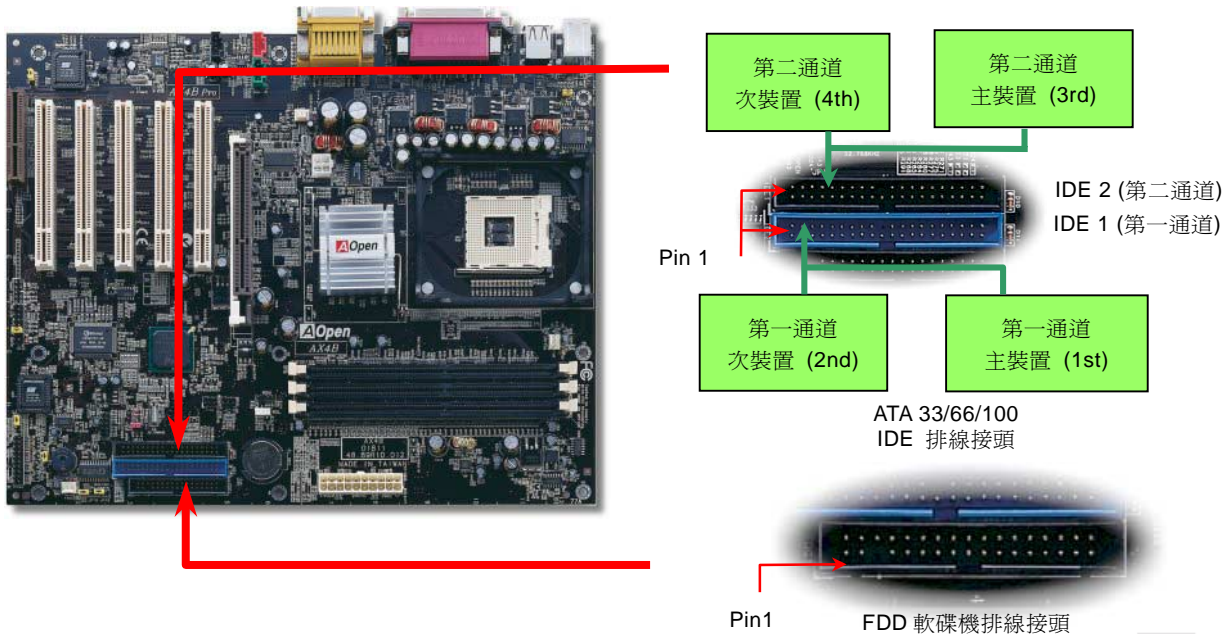 AX4B Pro
AOpen
AOpen
AX4B
AX4B
MADE IN TAIWAN
第二通道
次裝置 (4th)
第二通道
主裝置 (3rd)
IDE 2 (第二通道)
IDE 1 (第一通道)
Pin 1
第一通道
次裝置 (2nd)
第一通道
主裝置 (1st)
ATA 33/66/100
IDE 排線接頭
Pin1
FDD 軟碟機排線接頭